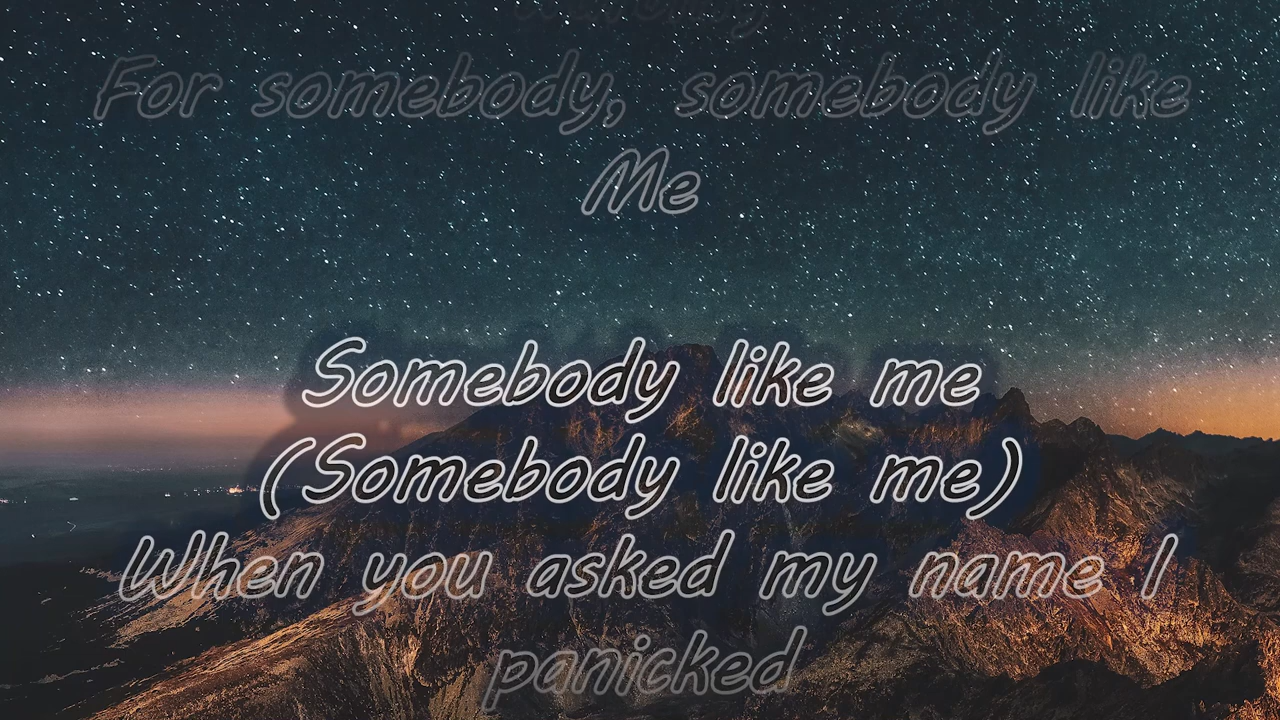 For somebody, somebody like
Me
Somebody like me
(Somebody like me)
When you asked my name I
panicked